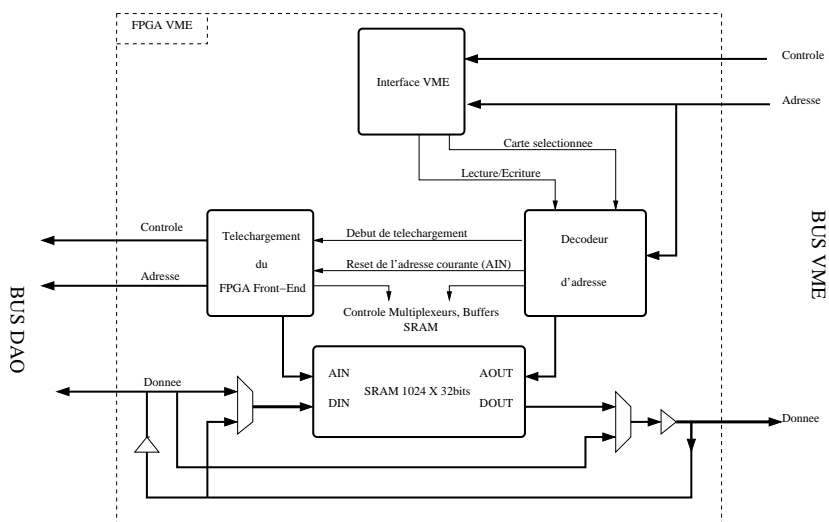 FPGA VME
Controle
Interface VME
Adresse
Carte selectionnee
Lecture/Ecriture
Controle
Telechargement
du
FPGA Front−End
Debut de telechargement
Decodeur
d'adresse
Reset de l'adresse courante (AIN)
Adresse
Controle Multiplexeurs, Buffers
SRAM
BUS DAQ
BUS VME
AIN
AOUT
SRAM 1024 X 32bits
DIN
DOUT
Donnee
Donnee